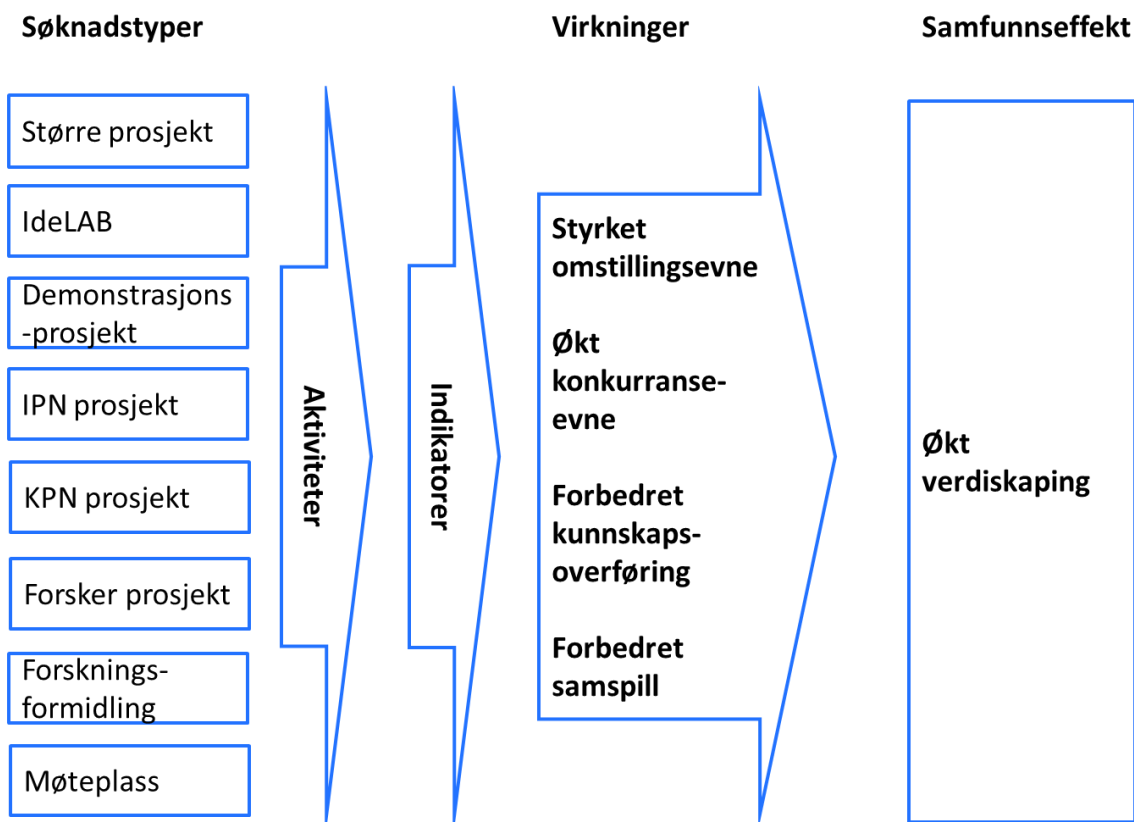 Søknadstyper
Virkninger
Samfunnseffekt
Større prosjekt
IdeLAB
Demonstrasjons
-prosjekt
IPN prosjekt
KPN prosjekt
Forsker prosjekt
Forsknings-
formidling
Møteplass
Aktiviteter
Indikatorer
Styrket
omstillingsevne
Økt
konkurranse-
evne
Forbedret
kunnskaps-
overføring
Forbedret
samspill
Økt
verdiskaping